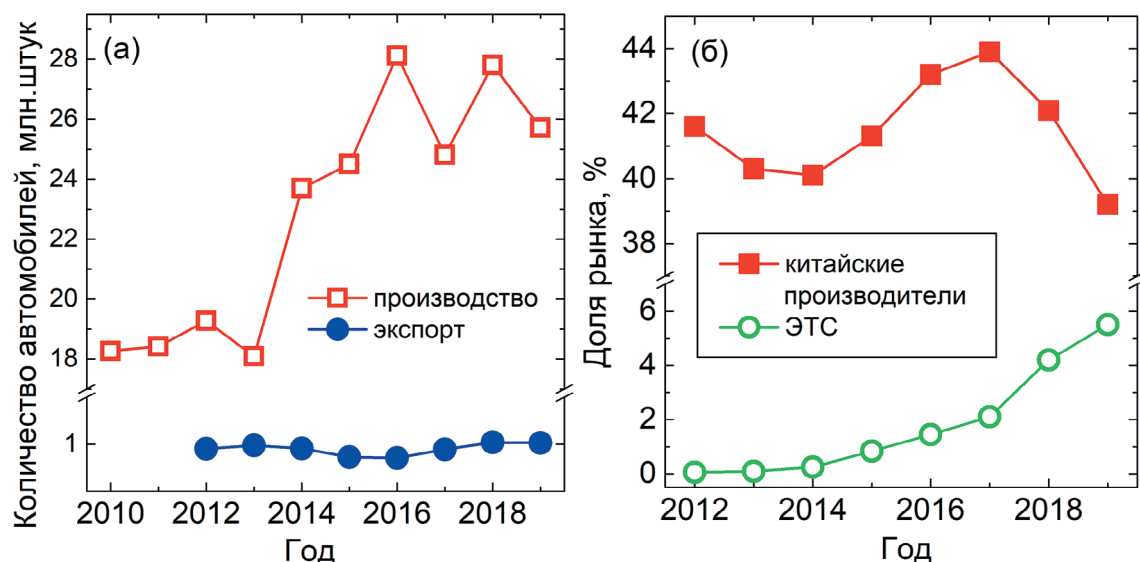 Количество автомобилей, млн.штук
(а)
28
26
24
22
20
18
1
производство
экспорт
2010 2012 2014 2016 2018
Год
Доля рынка, %
(б)
44
42
40
38
6
4
2
0
китайские
производители
ЭТС
2012 2014 2016 2018
Год